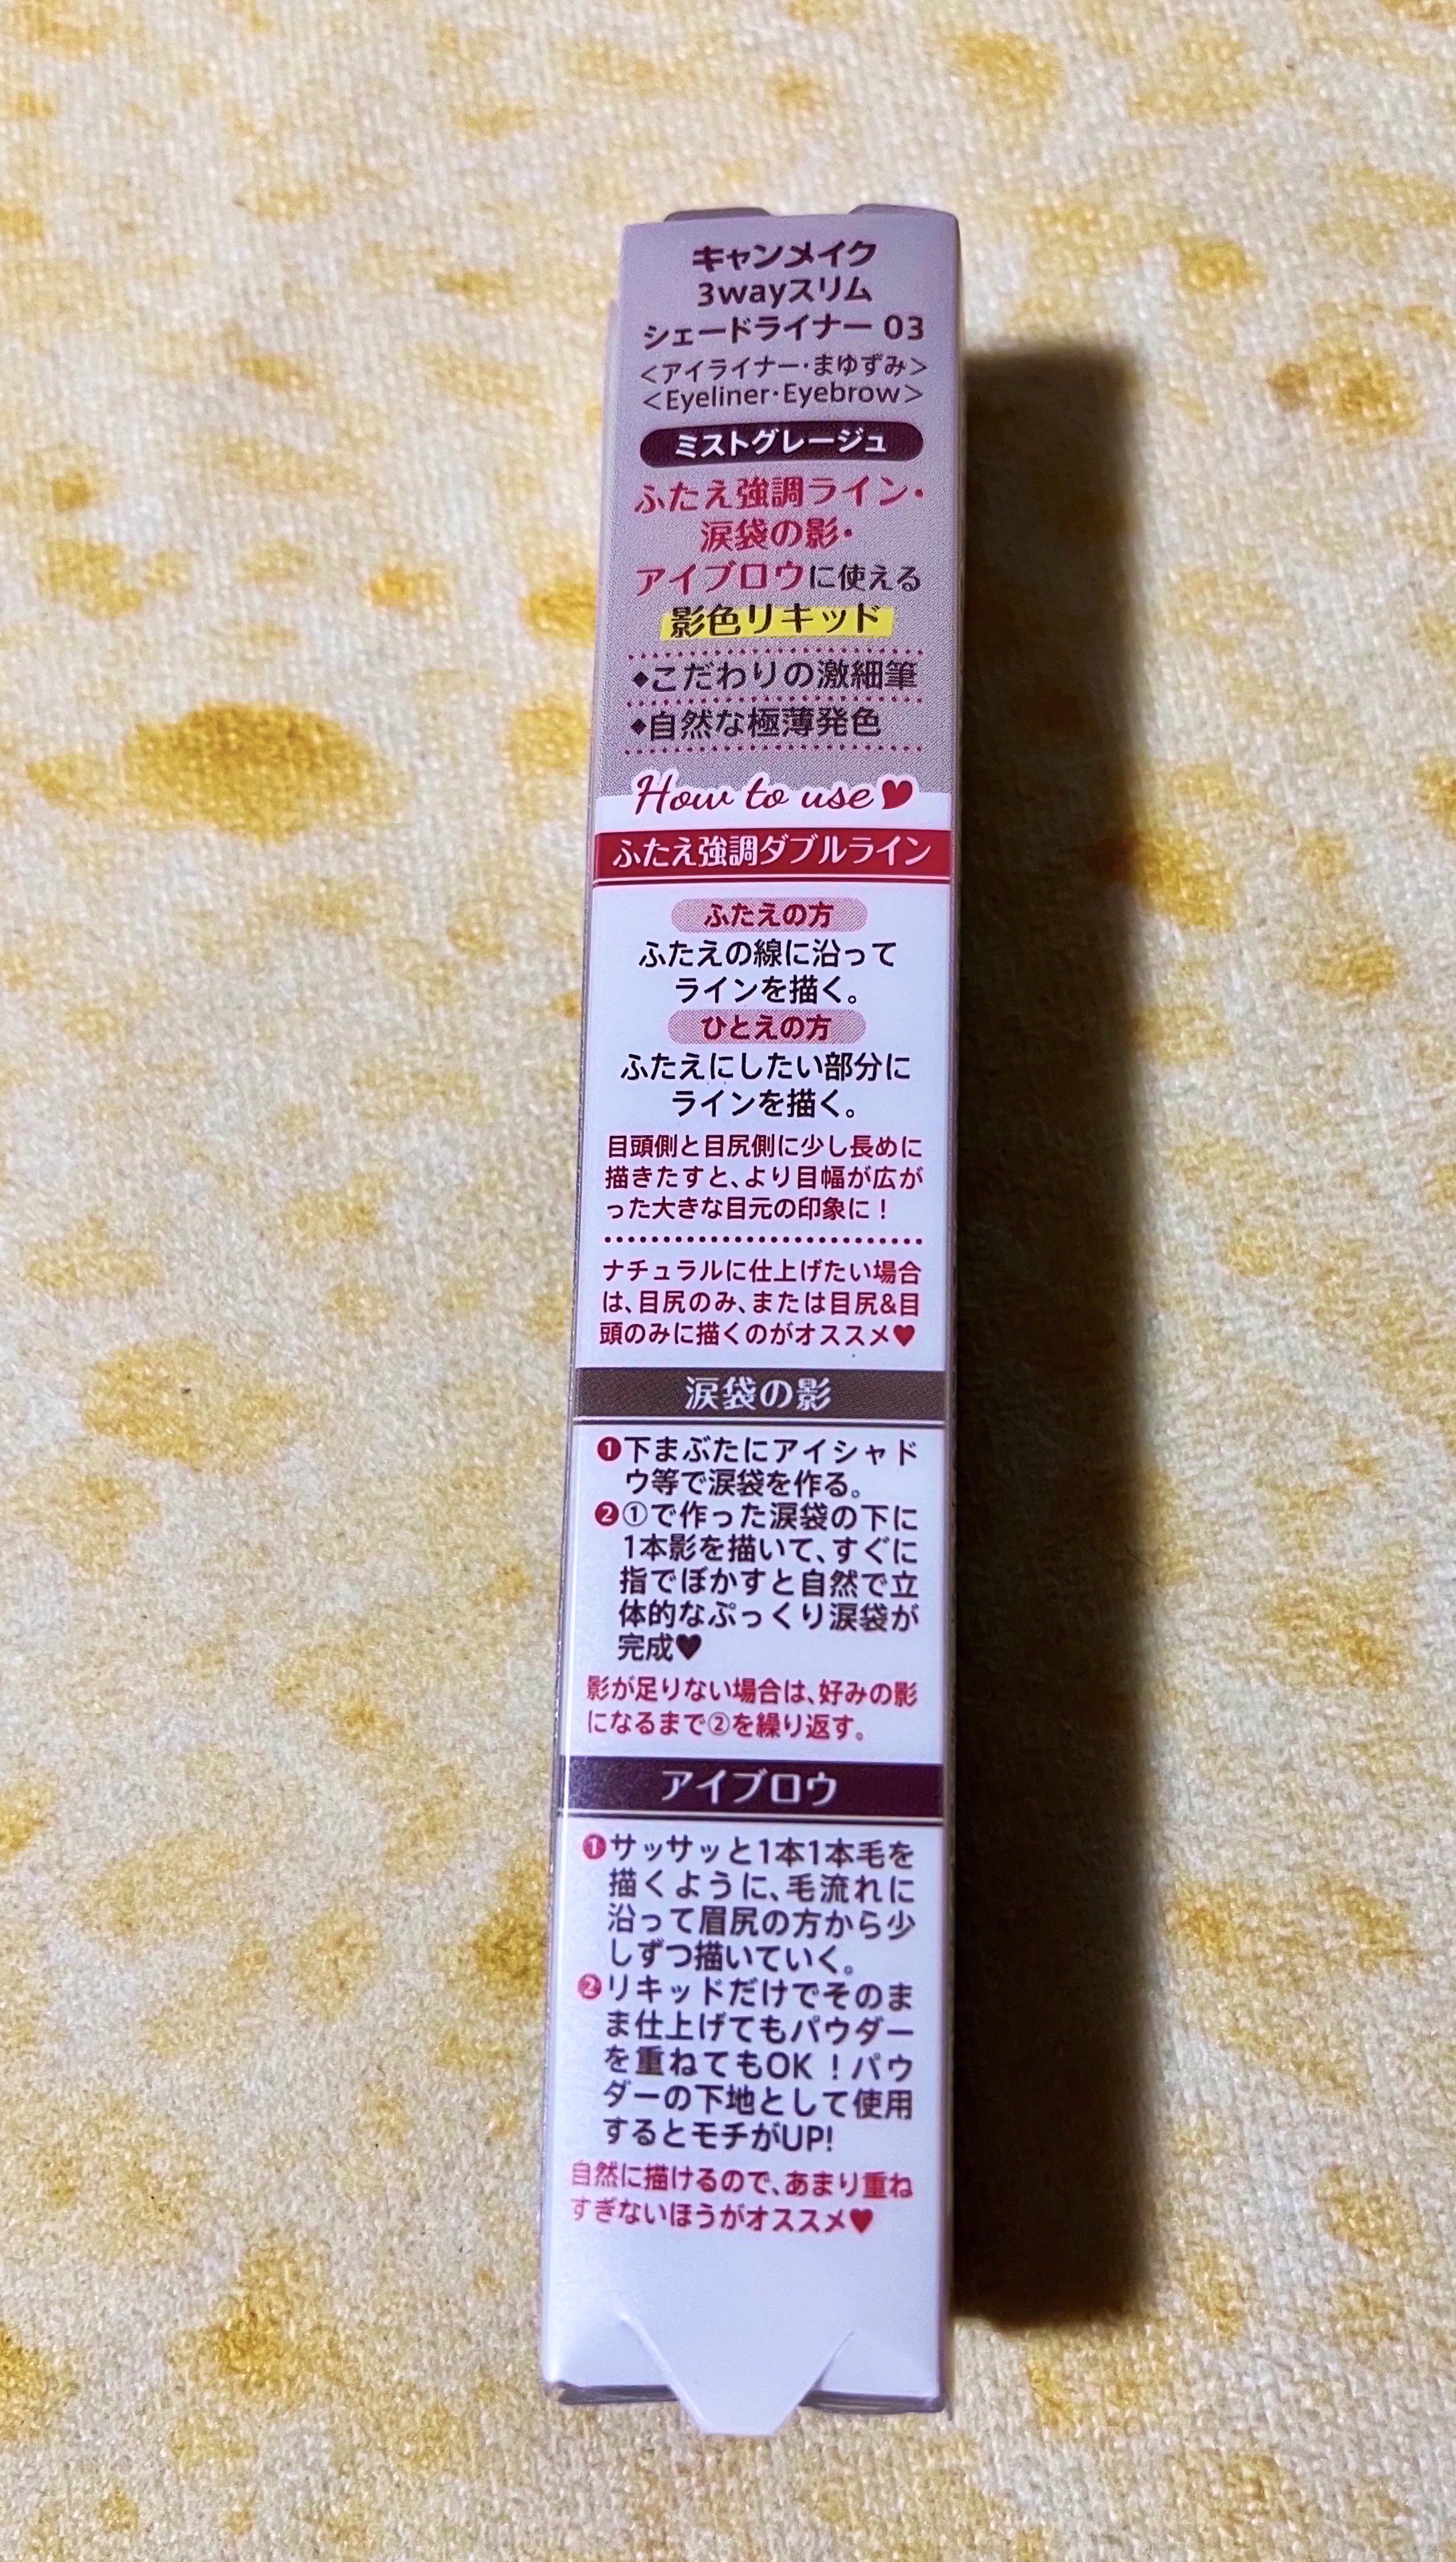 キャンメイク
3wayスリム
シェードライナー 03
<アイライナー・まゆずみ>
<Eyeliner・Eyebrow>
ミストグレージュ
ふたえ強調ライン・
涙袋の影・
アイブロウに使える
影色リキッド
◆こだわりの激細筆
◆自然な極薄発色
How to use♥
ふたえ強調ダブルライン
ふたえの方
ふたえの線に沿って
ラインを描く。
ひとえの方
ふたえにしたい部分に
ラインを描く。
目頭側と目尻側に少し長めに
描きたすと、より目幅が広が
った大きな目元の印象に！
ナチュラルに仕上げたい場合
は、目尻のみ、または目尻&目
頭のみに描くのがオススメ♥
涙袋の影
❶下まぶたにアイシャド
ウ等で涙袋を作る。
❷①で作った涙袋の下に
1本影を描いて、すぐに
指でぼかすと自然で立
体的なぷっくり涙袋が
完成♥
影が足りない場合は、好みの影
になるまで②を繰り返す。
アイブロウ
❶サッサッと1本1本毛を
描くように、毛流れに
沿って眉尻の方から少
しずつ描いていく。
❷リキッドだけでそのま
ま仕上げてもパウダー
を重ねてもOK！パウ
ダーの下地として使用
するとモチがUP!
自然に描けるので、あまり重ね
すぎないほうがオススメ♥